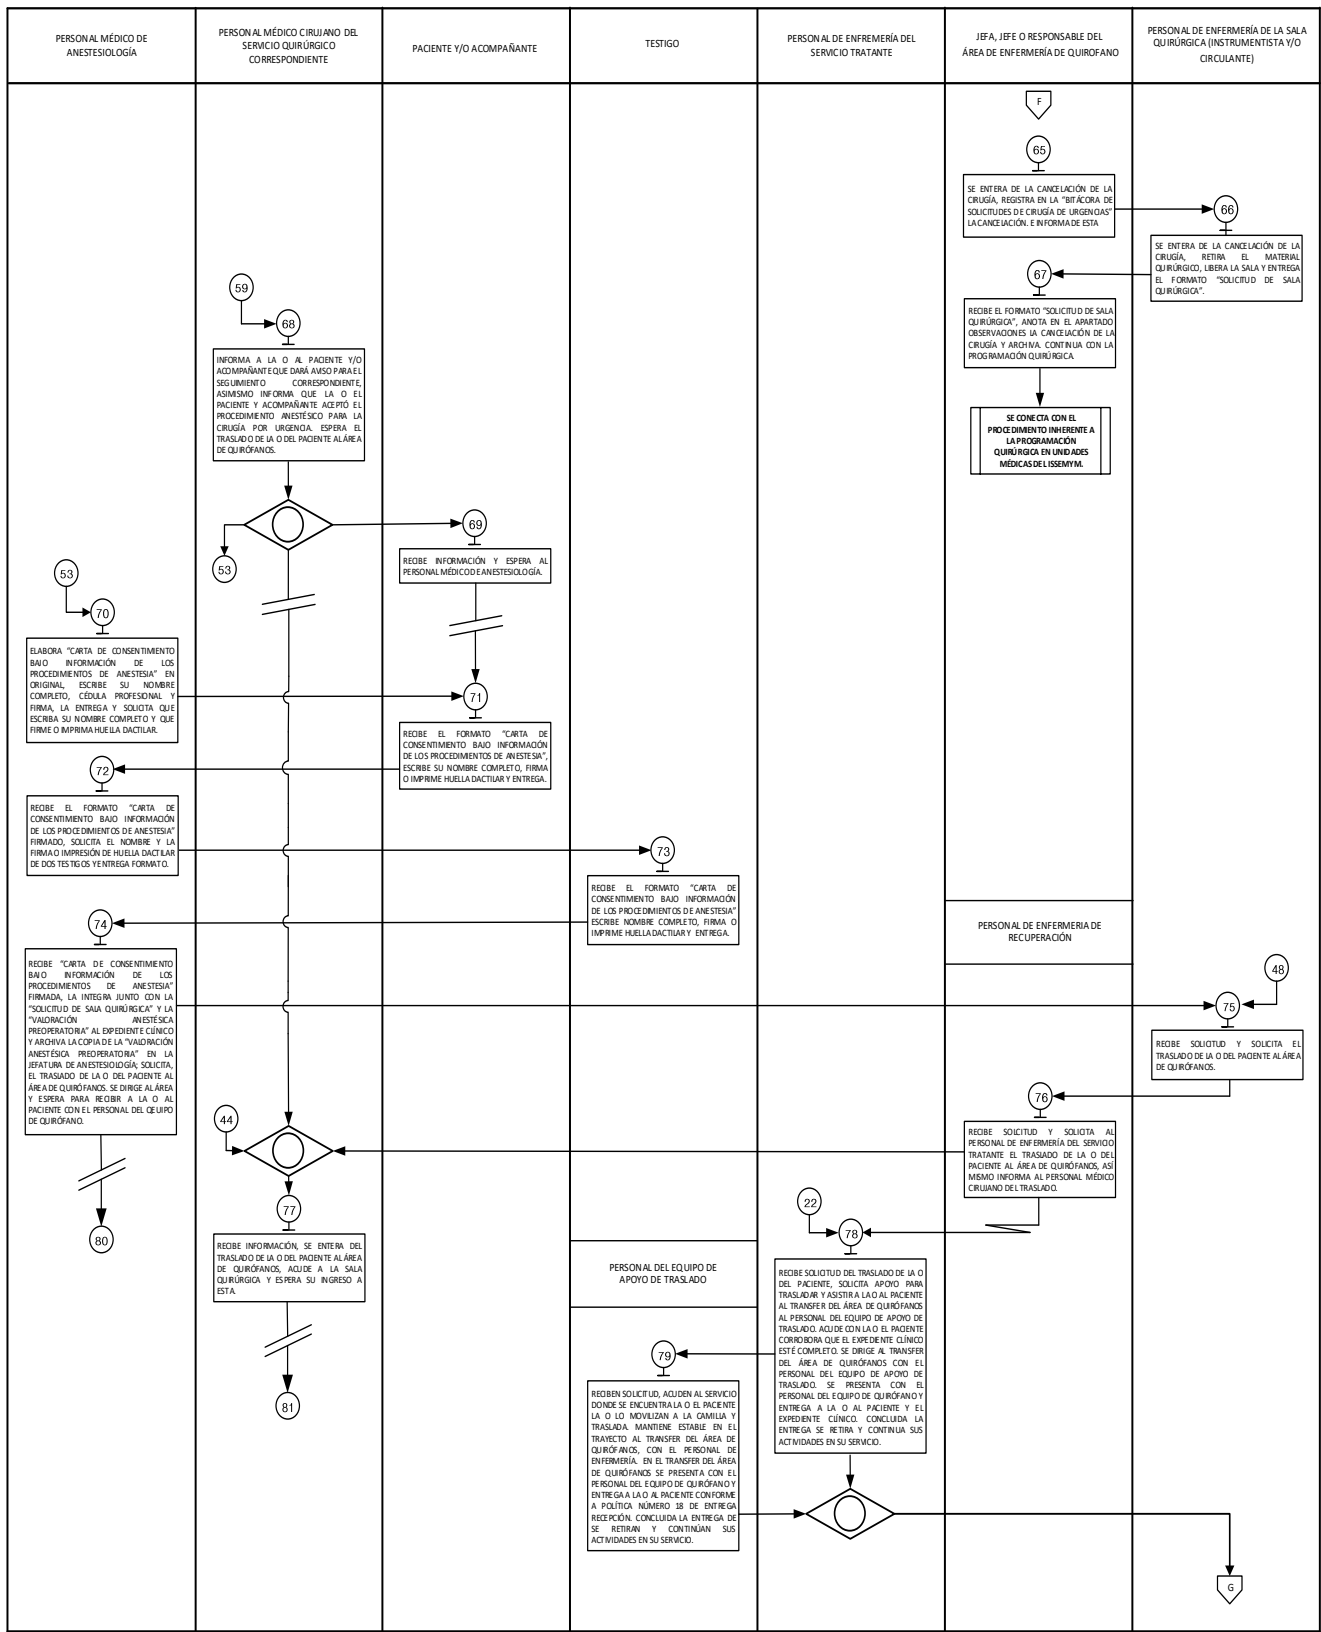 PERSONAL MÉDICO DE
ANESTESIOLOGÍA
PERSONAL MÉDICO CIRUJANO DEL
SERVICIO QUIRÚRGICO
CORRESPONDIENTE
PACIENTE Y/O ACOMPAÑANTE
TESTIGO
PERSONAL DE ENFREMERÍA DEL
SERVICIO TRATANTE
JEFA, JEFE O RESPONSABLE DEL
ÁREA DE ENFERMERÍA DE QUIROFANO
PERSONAL DE ENFERMERÍA DE LA SALA
QUIRÚRGICA (INSTRUMENTISTA Y/O
CIRCULANTE)
F
65
SE ENTERA DE LA CANCELACIÓN DE LA
CIRUGÍA, REGISTRA EN LA "BITÁCORA DE
SOLICITUDES DE CIRUGÍA DE URGENCIAS"
LA CANCELACIÓN. E INFORMA DE ESTA
66
SE ENTERA DE LA CANCELACIÓN DE LA
CIRUGÍA, RETIRA EL MATERIAL
QUIRÚRGICO, LIBERA LA SALA Y ENTREGA
EL FORMATO "SOLICITUD DE SALA
QUIRÚRGICA".
67
RECIBE EL FORMATO "SOLICITUD DE SALA
QUIRÚRGICA", ANOTA EN EL APARTADO
OBSERVACIONES LA CANCELACIÓN DE LA
CIRUGÍA Y ARCHIVA. CONTINUA CON LA
PROGRAMACIÓN QUIRÚRGICA.
SE CONECTA CON EL
PROCEDIMIENTO INHERENTE A
LA PROGRAMACIÓN
QUIRÚRGICA EN UNIDADES
MÉDICAS DEL ISSEMYM.
59
68
INFORMA A LA O AL PACIENTE Y/O
ACOMPAÑANTE QUE DARÁ AVISO PARA EL
SEGUIMIENTO CORRESPONDIENTE,
ASIMISMO INFORMA QUE LA O EL
PACIENTE Y ACOMPAÑANTE ACEPTÓ EL
PROCEDIMIENTO ANESTÉSICO PARA LA
CIRUGÍA POR URGENCIA. ESPERA EL
TRASLADO DE LA O DEL PACIENTE AL ÁREA
DE QUIRÓFANOS.
53
69
RECIBE INFORMACIÓN Y ESPERA AL
PERSONAL MÉDICO DE ANESTESIOLOGÍA.
53
70
ELABORA "CARTA DE CONSENTIMIENTO
BAJO INFORMACIÓN DE LOS
PROCEDIMIENTOS DE ANESTESIA" EN
ORIGINAL, ESCRIBE SU NOMBRE
COMPLETO, CÉDULA PROFESIONAL Y
FIRMA, LA ENTREGA Y SOLICITA QUE
ESCRIBA SU NOMBRE COMPLETO Y QUE
FIRME O IMPRIMA HUELLA DACTILAR.
71
RECIBE EL FORMATO "CARTA DE
CONSENTIMIENTO BAJO INFORMACIÓN
DE LOS PROCEDIMIENTOS DE ANESTESIA",
ESCRIBE SU NOMBRE COMPLETO, FIRMA
O IMPRIME HUELLA DACTILAR Y ENTREGA.
72
RECIBE EL FORMATO "CARTA DE
CONSENTIMIENTO BAJO INFORMACIÓN
DE LOS PROCEDIMIENTOS DE ANESTESIA"
FIRMADO, SOLICITA EL NOMBRE Y LA
FIRMA O IMPRESIÓN DE HUELLA DACTILAR
DE DOS TESTIGOS Y ENTREGA FORMATO.
73
RECIBE EL FORMATO "CARTA DE
CONSENTIMIENTO BAJO INFORMACIÓN
DE LOS PROCEDIMIENTOS DE ANESTESIA"
ESCRIBE NOMBRE COMPLETO, FIRMA O
IMPRIME HUELLA DACTILAR Y ENTREGA.
74
RECIBE "CARTA DE CONSENTIMIENTO
BAJO INFORMACIÓN DE LOS
PROCEDIMIENTOS DE ANESTESIA"
FIRMADA, LA INTEGRA JUNTO CON LA
"SOLICITUD DE SALA QUIRÚRGICA" Y LA
"VALORACIÓN ANESTÉSICA
PREOPERATORIA" AL EXPEDIENTE CLÍNICO
Y ARCHIVA LA COPIA DE LA "VALORACIÓN
ANESTÉSICA PREOPERATORIA" EN LA
JEFATURA DE ANESTESIOLOGÍA; SOLICITA,
EL TRASLADO DE LA O DEL PACIENTE AL
ÁREA DE QUIRÓFANOS. SE DIRIGE AL ÁREA
Y ESPERA PARA RECIBIR A LA O AL
PACIENTE CON EL PERSONAL DEL QEUIPO
DE QUIRÓFANO.
80
PERSONAL DE ENFERMERIA DE
RECUPERACIÓN
48
75
RECIBE SOLICITUD Y SOLICITA EL
TRASLADO DE LA O DEL PACIENTE AL ÁREA
DE QUIRÓFANOS.
76
RECIBE SOLCITUD Y SOLICITA AL
PERSONAL DE ENFERMERÍA DEL SERVICIO
TRATANTE EL TRASLADO DE LA O DEL
PACIENTE AL ÁREA DE QUIRÓFANOS, ASÍ
MISMO INFORMA AL PERSONAL MÉDICO
CIRUJANO DEL TRASLADO.
44
77
RECIBE INFORMACIÓN, SE ENTERA DEL
TRASLADO DE LA O DEL PACIENTE AL ÁREA
DE QUIRÓFANOS, ACUDE A LA SALA
QUIRÚRGICA Y ESPERA SU INGRESO A
ESTA.
81
22
78
RECIBE SOLICITUD DEL TRASLADO DE LA O
DEL PACIENTE, SOLICITA APOYO PARA
TRASLADAR Y ASISTIR A LA O AL PACIENTE
AL TRANSFER DEL ÁREA DE QUIRÓFANOS
AL PERSONAL DEL EQUIPO DE APOYO DE
TRASLADO. ACUDE CON LA O EL PACIENTE
CORROBORA QUE EL EXPEDIENTE CLÍNICO
ESTÉ COMPLETO. SE DIRIGE AL TRANSFER
DEL ÁREA DE QUIRÓFANOS CON EL
PERSONAL DEL EQUIPO DE APOYO DE
TRASLADO. SE PRESENTA CON EL
PERSONAL DEL EQUIPO DE QUIRÓFANO Y
ENTREGA A LA O AL PACIENTE Y EL
EXPEDIENTE CLÍNICO. CONCLUIDA LA
ENTREGA SE RETIRA Y CONTINUA SUS
ACTIVIDADES EN SU SERVICIO.
PERSONAL DEL EQUIPO DE
APOYO DE TRASLADO
79
RECIBEN SOLICITUD, ACUDEN AL SERVICIO
DONDE SE ENCUENTRA LA O EL PACIENTE
LA O LO MOVILIZAN A LA CAMILLA Y
TRASLADA. MANTIENE ESTABLE EN EL
TRAYECTO AL TRANSFER DEL ÁREA DE
QUIRÓFANOS, CON EL PERSONAL DE
ENFERMERÍA. EN EL TRANSFER DEL ÁREA
DE QUIRÓFANOS SE PRESENTA CON EL
PERSONAL DEL EQUIPO DE QUIRÓFANO Y
ENTREGA A LA O AL PACIENTE CONFORME
A POLÍTICA NÚMERO 18 DE ENTREGA
RECEPCIÓN. CONCLUIDA LA ENTREGA DE
SE RETIRAN Y CONTINÚAN SUS
ACTIVIDADES EN SU SERVICIO.
G